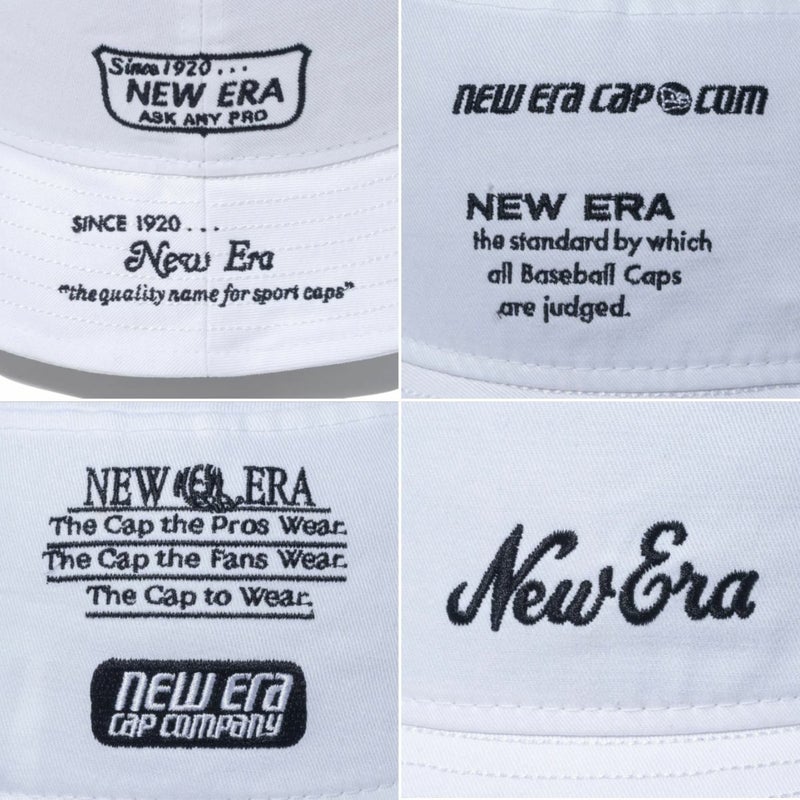 Since 1920...
NEW ERA
ASK ANY PRO
SINCE 1920...
New Era
"the quality name for sport caps"
new era cap com
NEW ERA
the standard by which
all Baseball Caps
are judged.
NEW ERA
The Cap the Pros Wear.
The Cap the Fans Wear.
The Cap to Wear.
new era
cap company
New Era